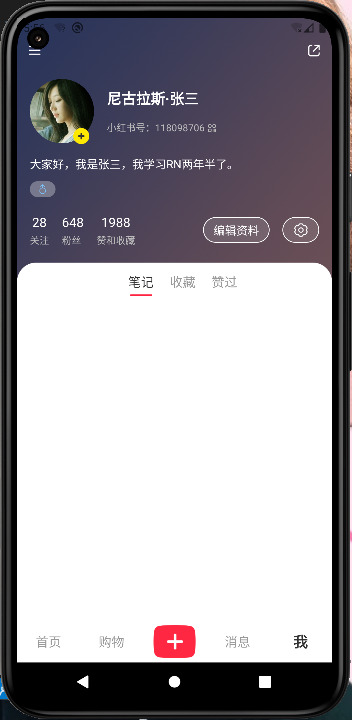 尼古拉斯·张三
小红书号：118098706
大家好，我是张三，我学习RN两年半了。
28 648 1988
关注 粉丝 赞和收藏
编辑资料
笔记 收藏 赞过
首页 购物 消息 我